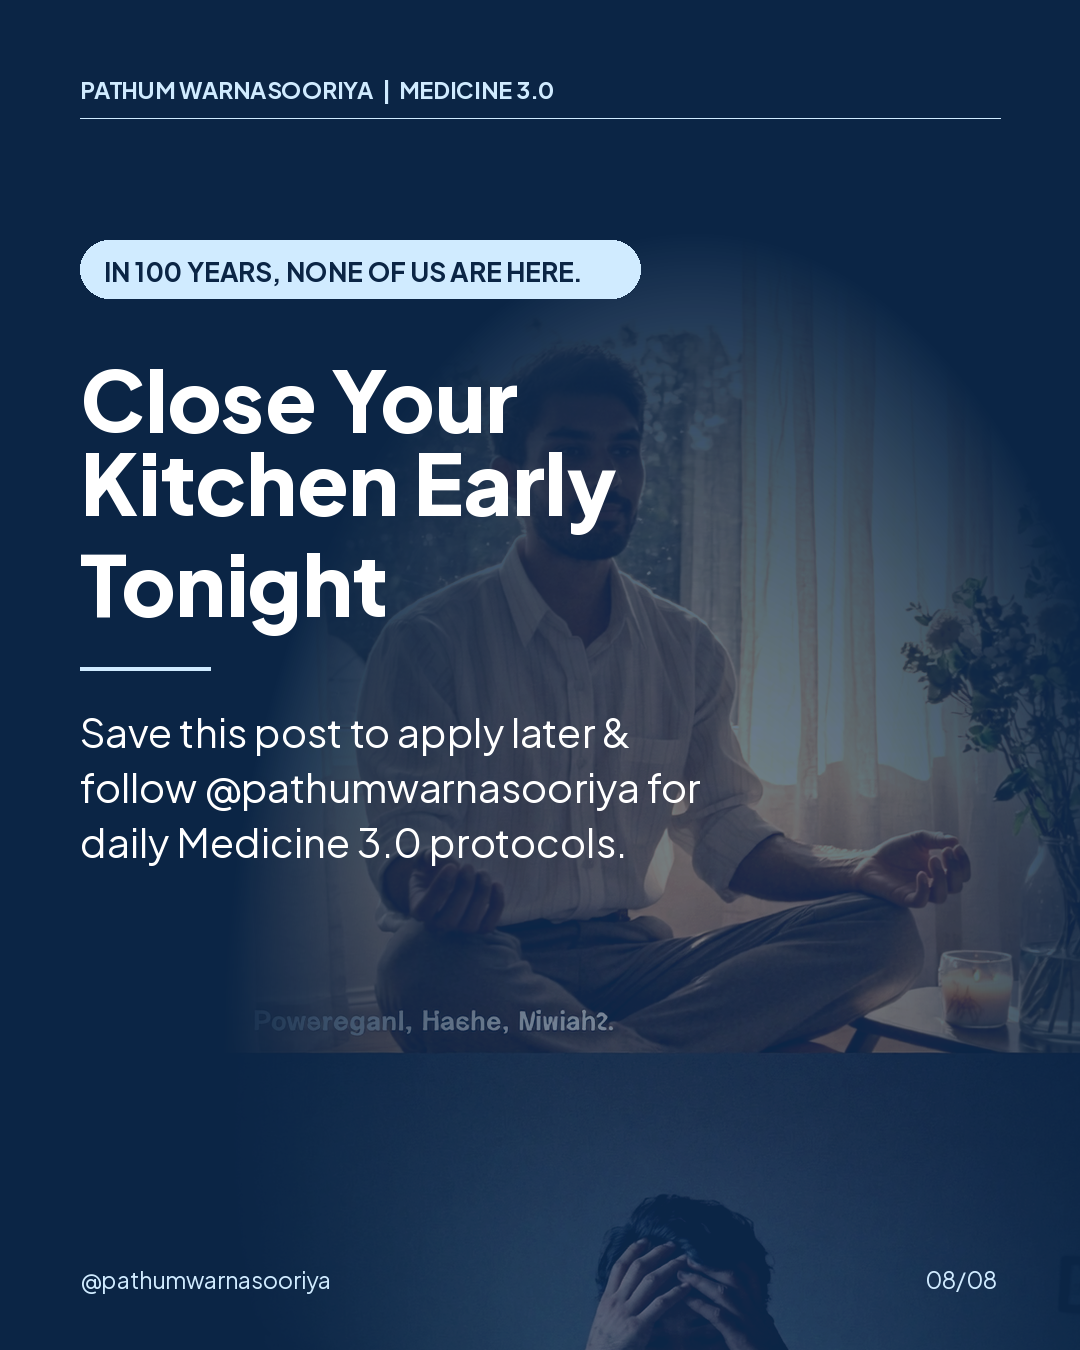 PATHUM WARNASOORIYA | MEDICINE 3.0
IN 100 YEARS, NONE OF US ARE HERE.
Close Your
Kitchen Early
Tonight
Save this post to apply later &
follow @pathumwarnasooriya for
daily Medicine 3.0 protocols.
@pathumwarnasooriya
08/08